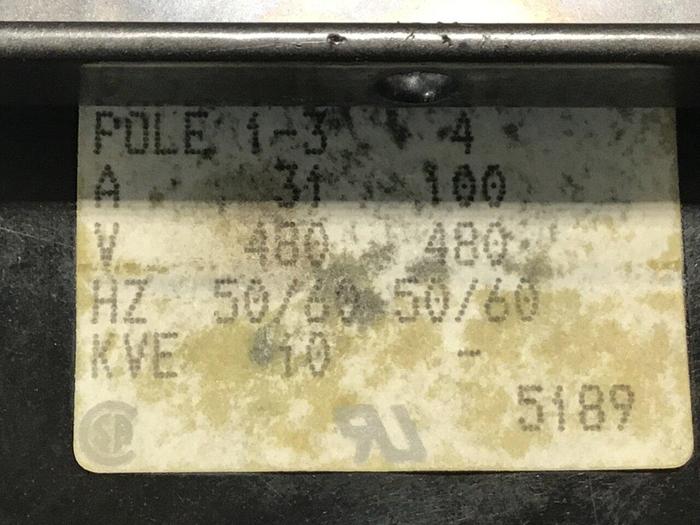 POLE 1-3 4
A 31 100
V 480 480
HZ 50/60 50/60
KVE 10 -
5189